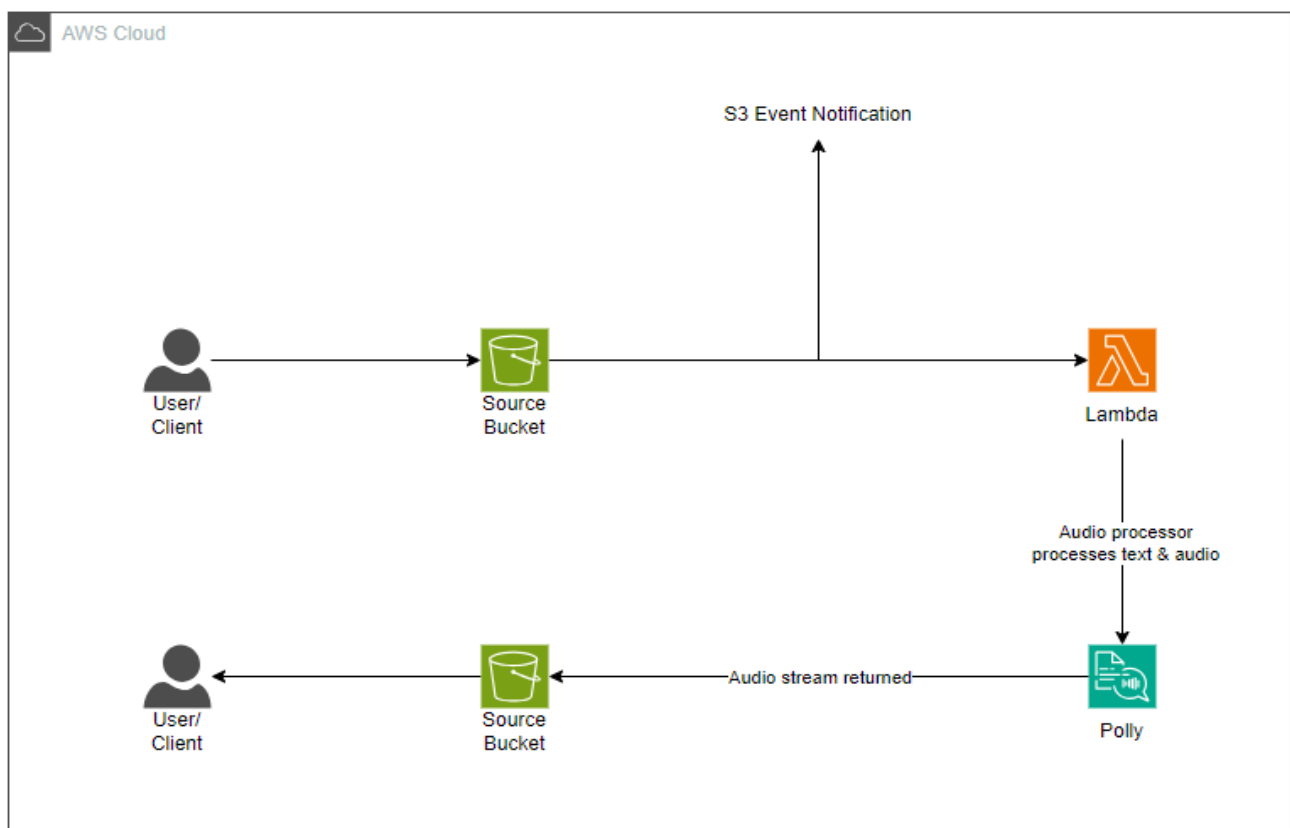 AWS Cloud
S3 Event Notification
User/
Client
Source
Bucket
Lambda
Audio processor
processes text & audio
User/
Client
Source
Bucket
Audio stream returned
Polly